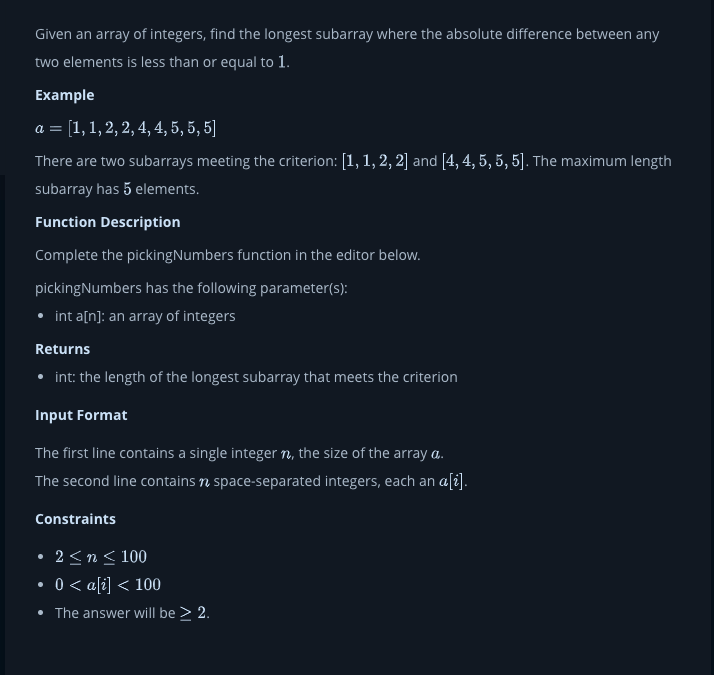 Given an array of integers, find the longest subarray where the absolute difference between any
two elements is less than or equal to 1.
Example
a = [1, 1, 2, 2, 4, 4, 5, 5, 5]
There are two subarrays meeting the criterion: [1, 1, 2, 2] and [4, 4, 5, 5, 5]. The maximum length
subarray has 5 elements.
Function Description
Complete the pickingNumbers function in the editor below.
pickingNumbers has the following parameter(s):
• int a[n]: an array of integers
Returns
• int: the length of the longest subarray that meets the criterion
Input Format
The first line contains a single integer n, the size of the array a.
The second line contains n space-separated integers, each an a[i].
Constraints
• 2 ≤ n ≤ 100
• 0 < a[i] < 100
• The answer will be ≥ 2.